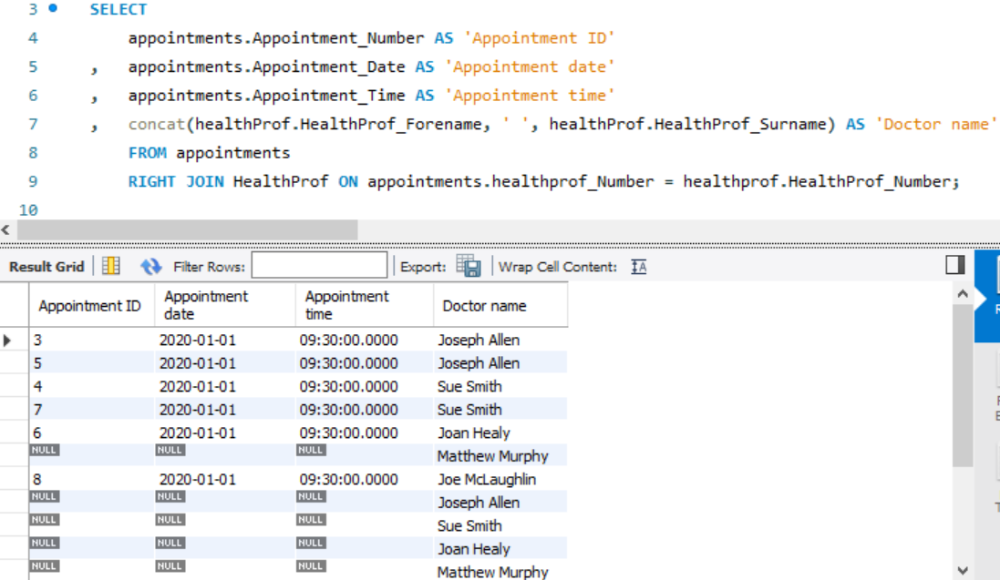 3 SELECT
4 appointments.Appointment_Number AS 'Appointment ID'
5 , appointments.Appointment_Date AS 'Appointment date'
6 , appointments.Appointment_Time AS 'Appointment time'
7 , concat(healthProf.HealthProf_Forename, ' ', healthProf.HealthProf_Surname) AS 'Doctor name'
8 FROM appointments
9 RIGHT JOIN HealthProf ON appointments.healthprof_Number = healthprof.HealthProf_Number;
10
Result Grid Filter Rows: Export: Wrap Cell Content: IA
Appointment ID Appointment date Appointment time Doctor name
3 2020-01-01 09:30:00.0000 Joseph Allen
5 2020-01-01 09:30:00.0000 Joseph Allen
4 2020-01-01 09:30:00.0000 Sue Smith
7 2020-01-01 09:30:00.0000 Sue Smith
6 2020-01-01 09:30:00.0000 Joan Healy
NULL NULL NULL Matthew Murphy
8 2020-01-01 09:30:00.0000 Joe McLaughlin
NULL NULL NULL Joseph Allen
NULL NULL NULL Sue Smith
NULL NULL NULL Joan Healy
NULL NULL NULL Matthew Murphy